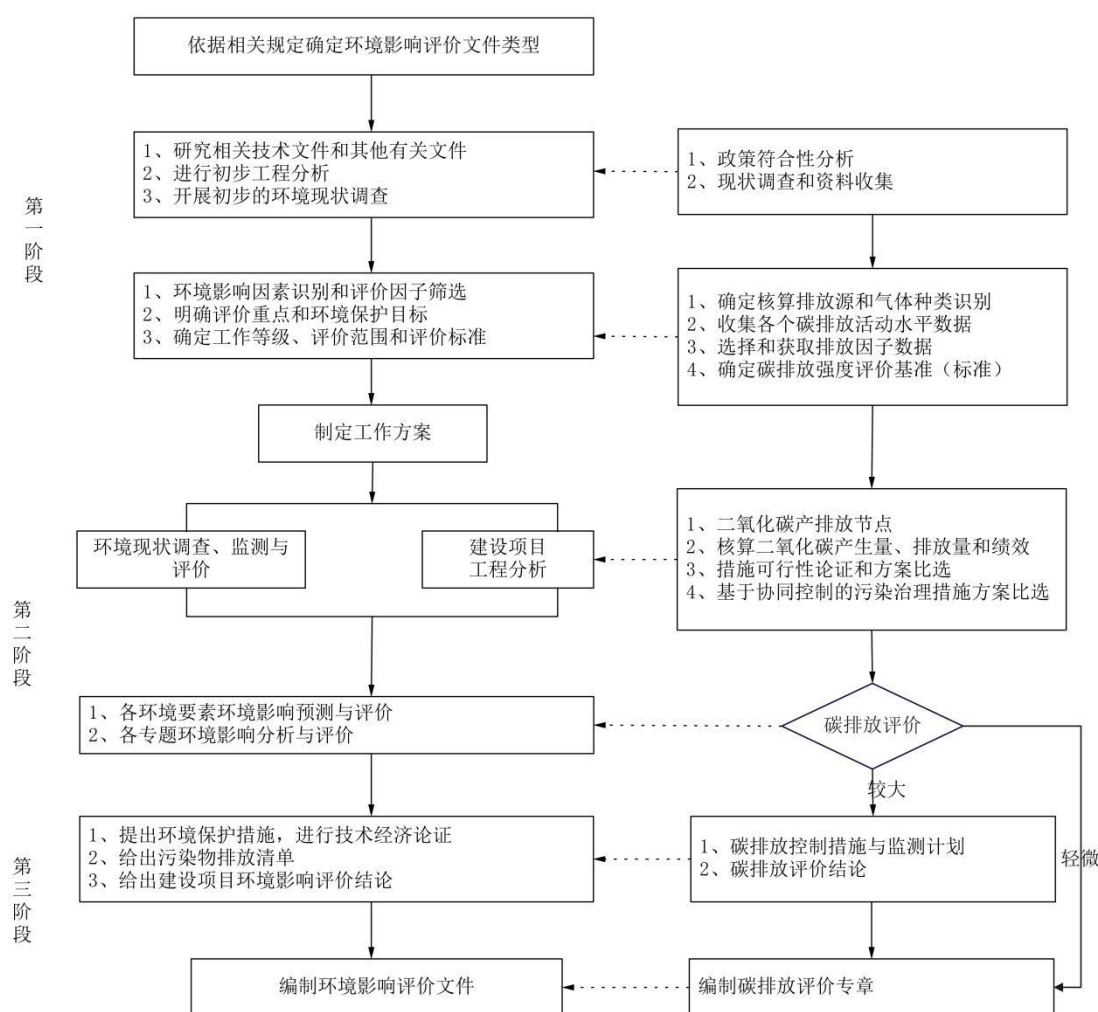 依据相关规定确定环境影响评价文件类型
1、研究相关技术文件和其他有关文件
2、进行初步工程分析
3、开展初步的环境现状调查
1、政策符合性分析
2、现状调查和资料收集
第一阶段
1、环境影响因素识别和评价因子筛选
2、明确评价重点和环境保护目标
3、确定工作等级、评价范围和评价标准
1、确定核算排放源和气体种类识别
2、收集各个碳排放活动水平数据
3、选择和获取排放因子数据
4、确定碳排放强度评价基准（标准）
制定工作方案
环境现状调查、监测与
评价
建设项目
工程分析
1、二氧化碳产排放节点
2、核算二氧化碳产生量、排放量和绩效
3、措施可行性论证和方案比选
4、基于协同控制的污染治理措施方案比选
第二阶段
1、各环境要素环境影响预测与评价
2、各专题环境影响分析与评价
碳排放评价
较大
轻微
第三阶段
1、提出环境保护措施，进行技术经济论证
2、给出污染物排放清单
3、给出建设项目环境影响评价结论
1、碳排放控制措施与监测计划
2、碳排放评价结论
编制环境影响评价文件
编制碳排放评价专章